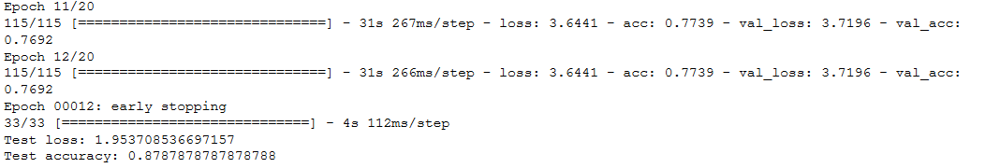 Epoch 11/20
115/115 [==============================] - 31s 267ms/step - loss: 3.6441 - acc: 0.7739 - val_loss: 3.7196 - val_acc:
0.7692
Epoch 12/20
115/115 [==============================] - 31s 266ms/step - loss: 3.6441 - acc: 0.7739 - val_loss: 3.7196 - val_acc:
0.7692
Epoch 00012: early stopping
33/33 [==============================] - 4s 112ms/step
Test loss: 1.953708536697157
Test accuracy: 0.8787878787878788